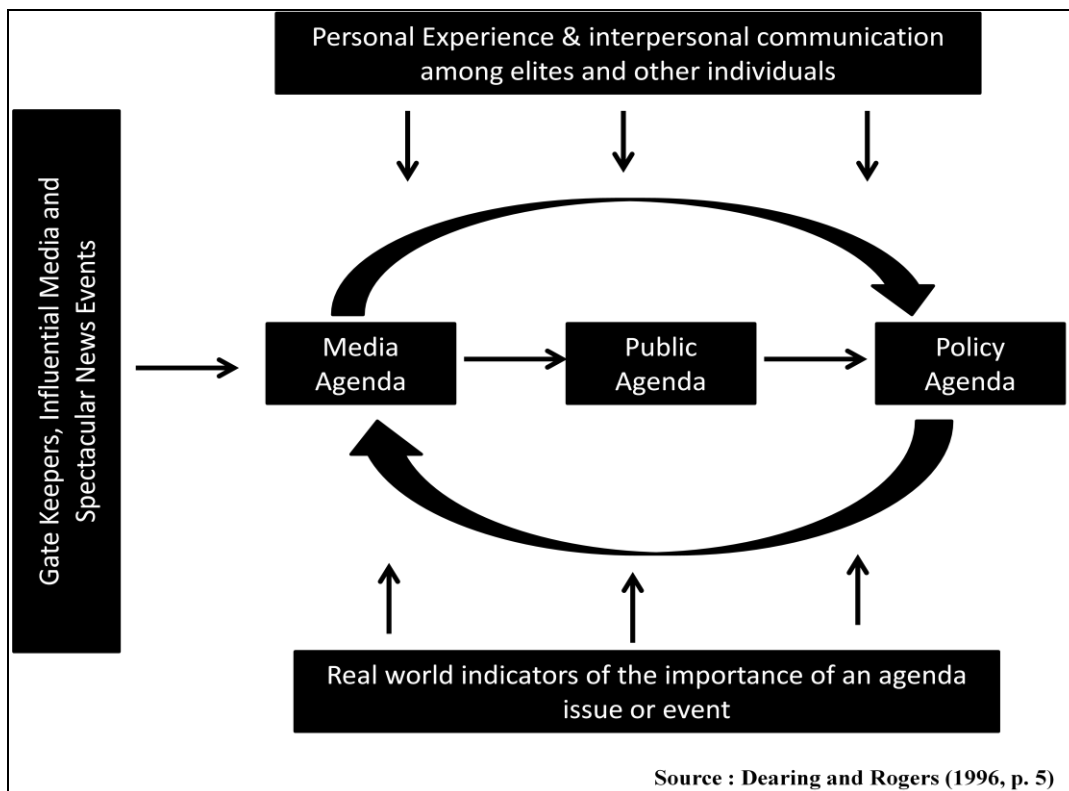 Personal Experience & interpersonal communication
among elites and other individuals
Gate Keepers, Influential Media and
Spectacular News Events
Media
Agenda
Public
Agenda
Policy
Agenda
Real world indicators of the importance of an agenda
issue or event
Source : Dearing and Rogers (1996, p. 5)